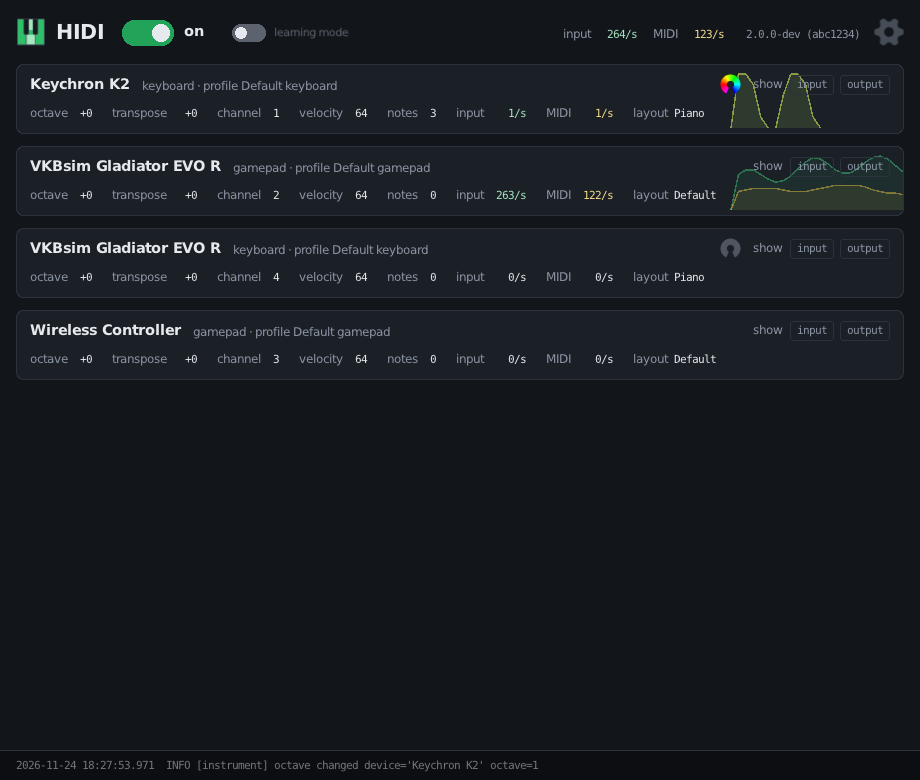 HIDI on learning mode input 264/s MIDI 123/s 2.0.0-dev (abc1234)
Keychron K2 keyboard · profile Default keyboard show input output
octave +0 transpose +0 channel 1 velocity 64 notes 3 input 1/s MIDI 1/s layout Piano
VKBsim Gladiator EVO R gamepad · profile Default gamepad show input output
octave +0 transpose +0 channel 2 velocity 64 notes 0 input 263/s MIDI 122/s layout Default
VKBsim Gladiator EVO R keyboard · profile Default keyboard show input output
octave +0 transpose +0 channel 4 velocity 64 notes 0 input 0/s MIDI 0/s layout Piano
Wireless Controller gamepad · profile Default gamepad show input output
octave +0 transpose +0 channel 3 velocity 64 notes 0 input 0/s MIDI 0/s layout Default
2026-11-24 18:27:53.971 INFO [instrument] octave changed device='Keychron K2' octave=1